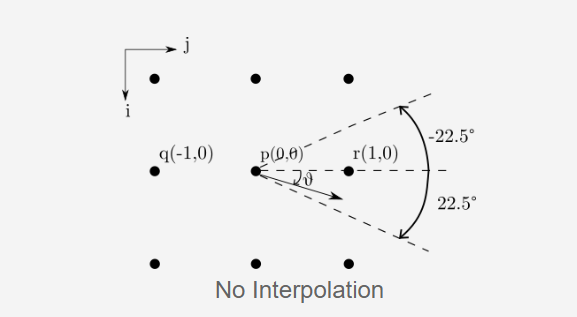 j
i
q(-1,0)
p(0,0)
r(1,0)
-22.5°
ϑ
22.5°
No Interpolation